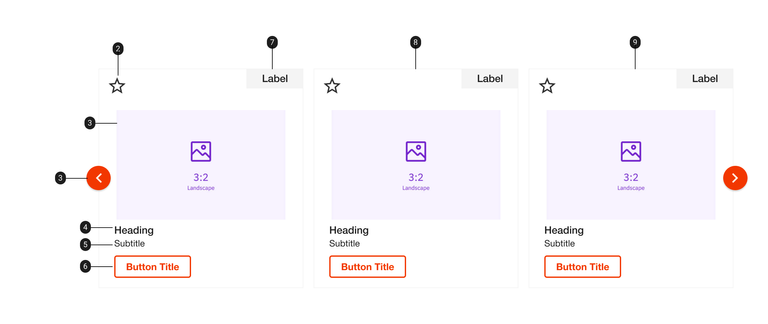 7
8
9
2
Label
Label
Label
3
3:2
Landscape
3:2
Landscape
3:2
Landscape
3
4
Heading
Heading
Heading
5
Subtitle
Subtitle
Subtitle
6
Button Title
Button Title
Button Title